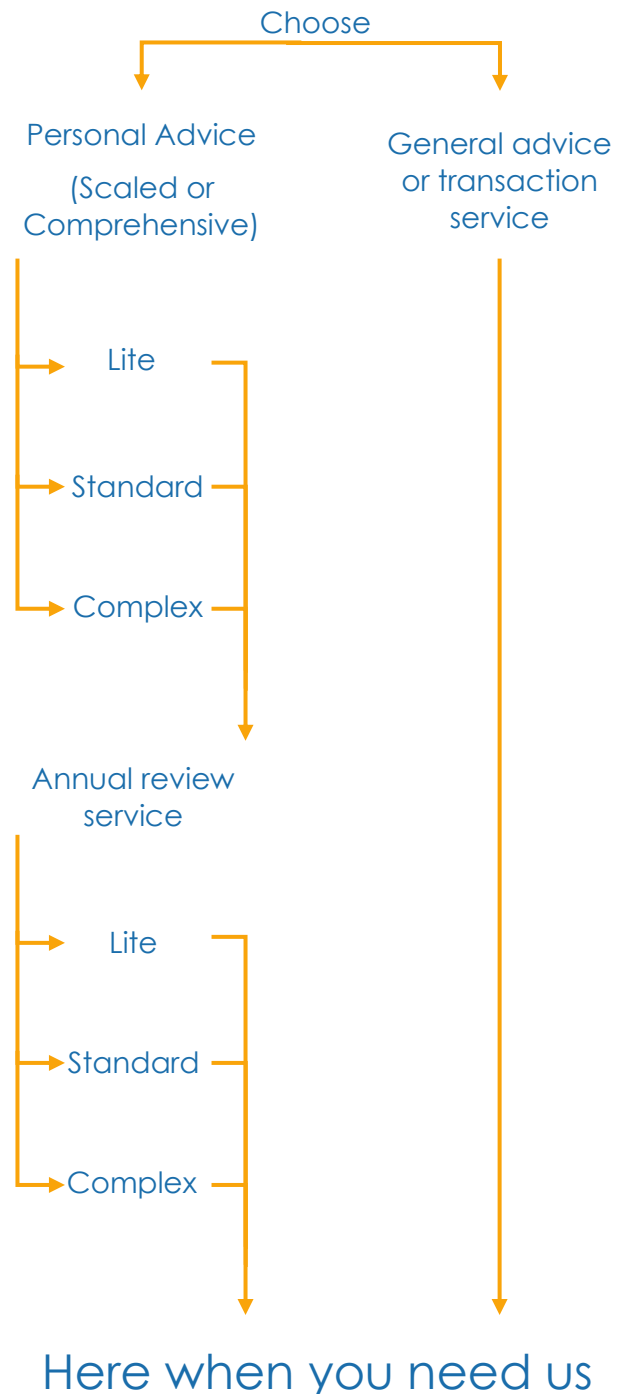 Choose
Personal Advice
(Scaled or
Comprehensive)
General advice
or transaction
service
Lite
Standard
Complex
Annual review
service
Lite
Standard
Complex
Here when you need us